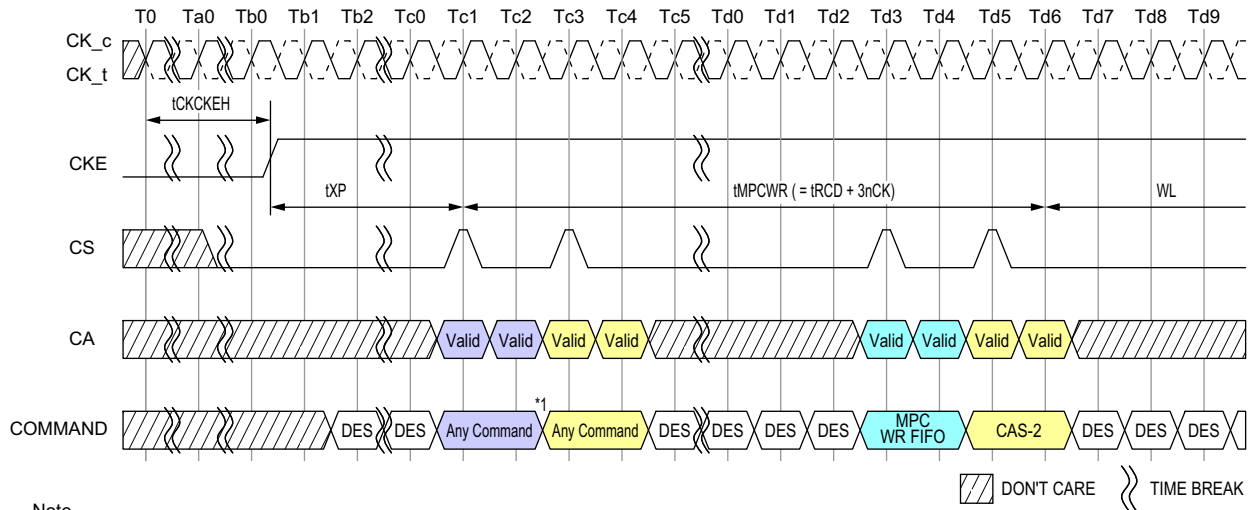 T0 Ta0 Tb0 Tb1 Tb2 Tc0 Tc1 Tc2 Tc3 Tc4 Tc5 Td0 Td1 Td2 Td3 Td4 Td5 Td6 Td7 Td8 Td9
CK_c
CK_t
tCKCKEH
CKE
tXP
tMPCWR ( = tRCD + 3nCK)
WL
CS
CA
Valid Valid Valid Valid Valid Valid Valid Valid
*1
COMMAND
DES DES Any Command Any Command DES DES DES DES MPC WR FIFO CAS-2 DES DES DES
DON'T CARE
TIME BREAK